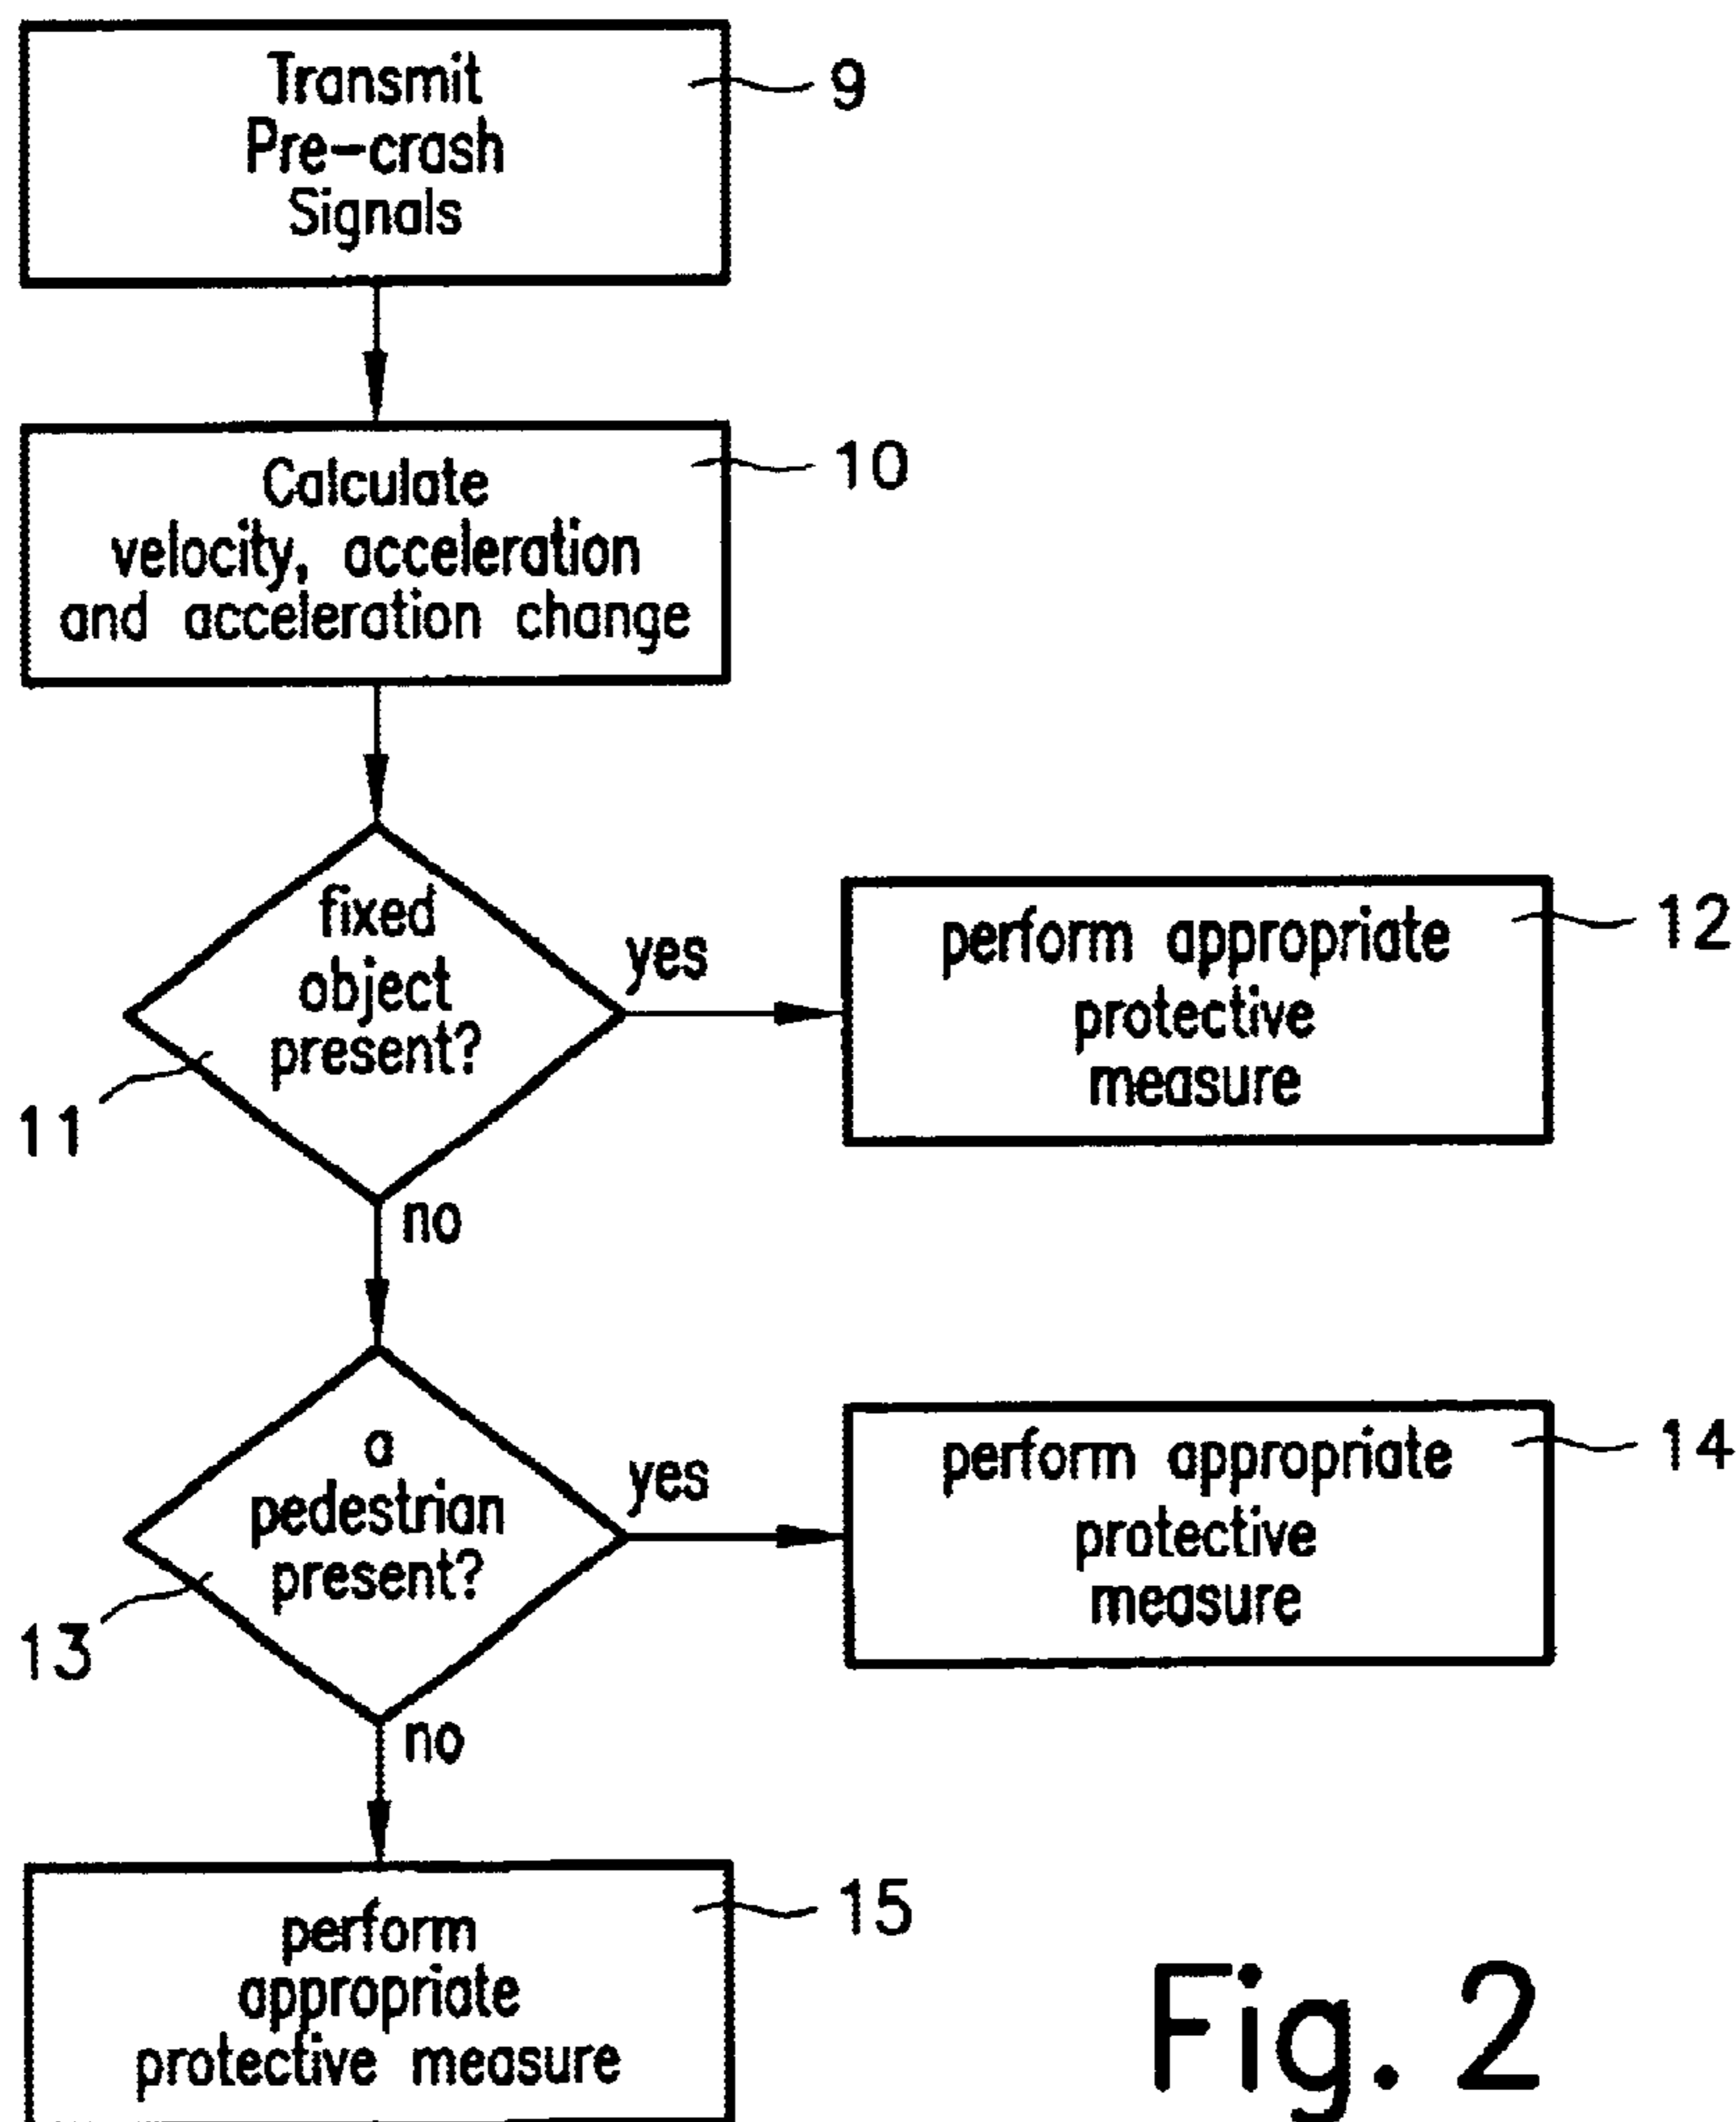 Transmit
Pre-crash
Signals
9
Calculate
velocity, acceleration
and acceleration change
10
fixed
object
present?
11
yes
perform appropriate
protective
measure
12
no
a
pedestrian
present?
13
yes
perform appropriate
protective
measure
14
no
perform
appropriate
protective measure
15
Fig. 2